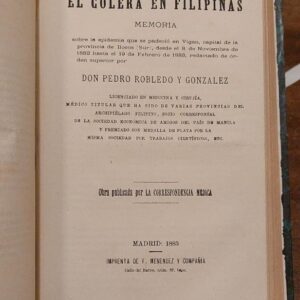 EL CÓLERA EN FILIPINAS
MEMORIA
sobre la epidemia que se padeció en Vigan, capital de la
provincia de Ilocos Sur, desde el 8 de Noviembre de
1882 hasta el 19 de Febrero de 1883, redactado de or-
den superior por
DON PEDRO ROBLEDO Y GONZALEZ
LICENCIADO EN MEDICINA Y CIRUJÍA,
MÉDICO TITULAR QUE HA SIDO DE VARIAS PROVINCIAS DEL
ARCHIPIÉLAGO FILIPINO, SOCIO CORRESPONSAL
DE LA SOCIEDAD ECONÓMICA DE AMIGOS DEL PAÍS DE MANILA
Y PREMIADO CON MEDALLA DE PLATA POR LA
MISMA SOCIEDAD POR TRABAJOS CIENTÍFICOS, ETC.
Obra publicada por LA CORRESPONDENCIA MÉDICA
MADRID: 1885
IMPRENTA DE F. MENENDEZ Y COMPAÑÍA